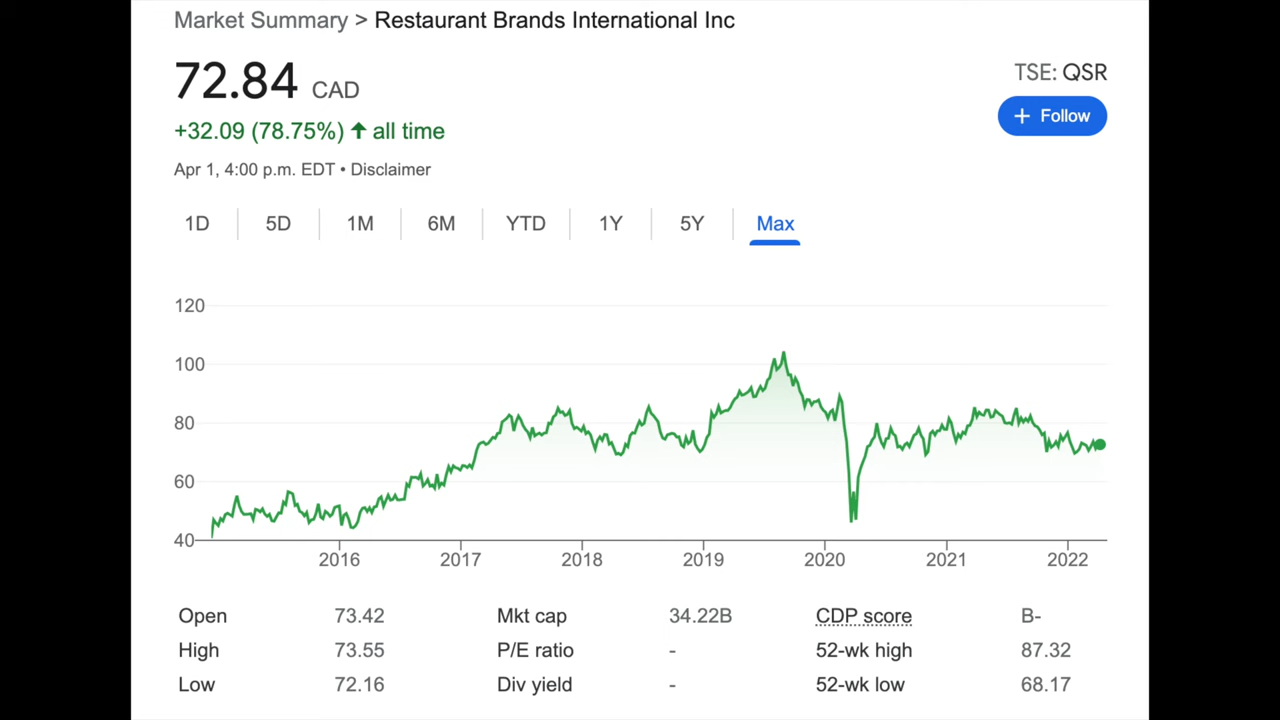 Market Summary > Restaurant Brands International Inc
72.84 CAD
TSE: QSR
+32.09 (78.75%) ↑ all time
+ Follow
Apr 1, 4:00 p.m. EDT • Disclaimer
1D 5D 1M 6M YTD 1Y 5Y Max
120
100
80
60
40
2016 2017 2018 2019 2020 2021 2022
Open 73.42 Mkt cap 34.22B CDP score B-
High 73.55 P/E ratio - 52-wk high 87.32
Low 72.16 Div yield - 52-wk low 68.17